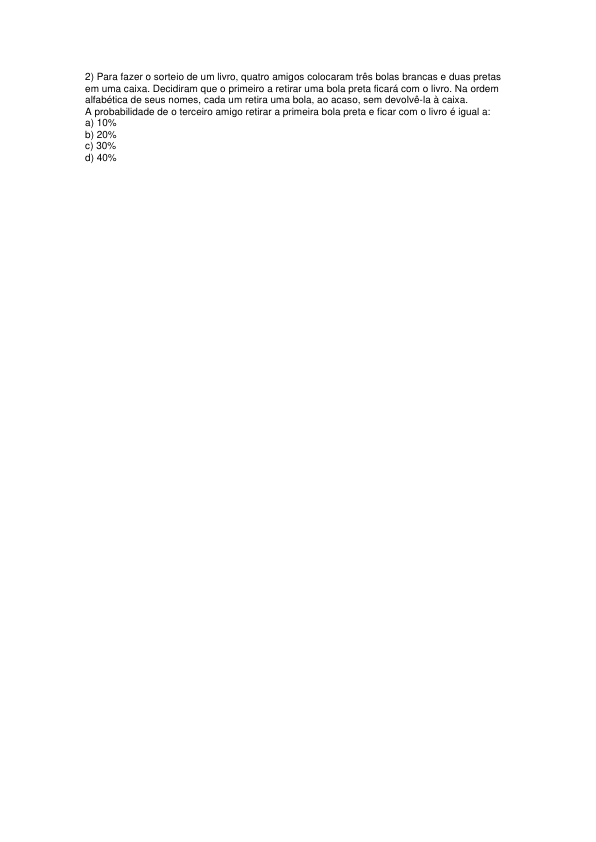 2) Para fazer o sorteio de um livro, quatro amigos colocaram três bolas brancas e duas pretas
em uma caixa. Decidiram que o primeiro a retirar uma bola preta ficará com o livro. Na ordem
alfabética de seus nomes, cada um retira uma bola, ao acaso, sem devolvê-la à caixa.
A probabilidade de o terceiro amigo retirar a primeira bola preta e ficar com o livro é igual a:
a) 10%
b) 20%
c) 30%
d) 40%